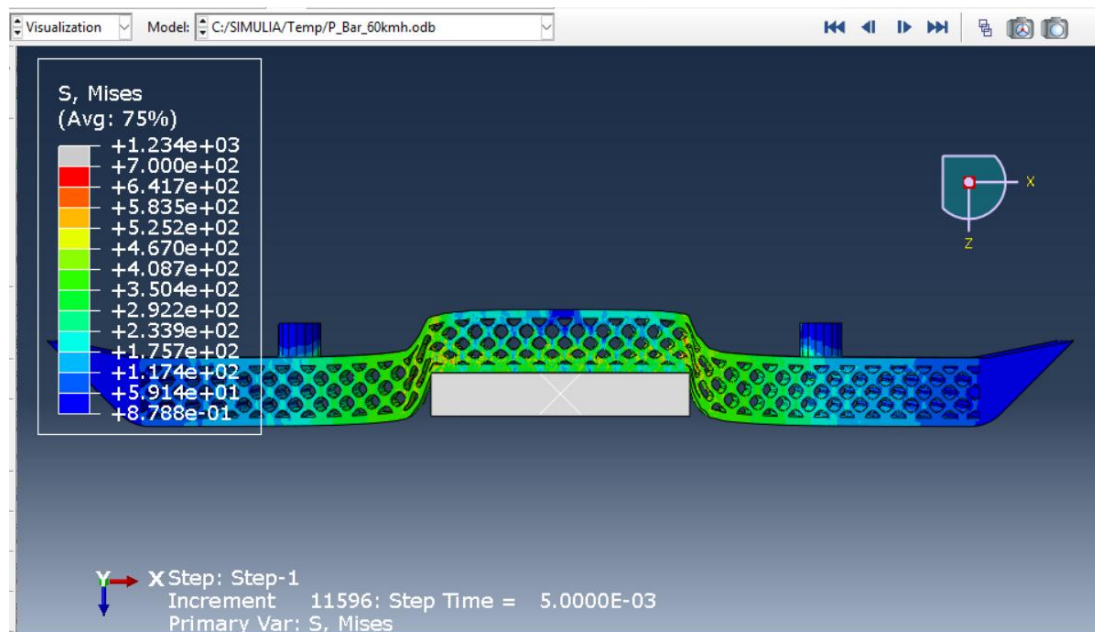 Visualization Model: C:/SIMULIA/Temp/P_Bar_60kmh.odb
S, Mises
(Avg: 75%)
+1.234e+03
+7.000e+02
+6.417e+02
+5.835e+02
+5.252e+02
+4.670e+02
+4.087e+02
+3.504e+02
+2.922e+02
+2.339e+02
+1.757e+02
+1.174e+02
+5.914e+01
+8.788e-01
X
Z
Y X Step: Step-1
Increment 11596: Step Time = 5.0000E-03
Primary Var: S, Mises